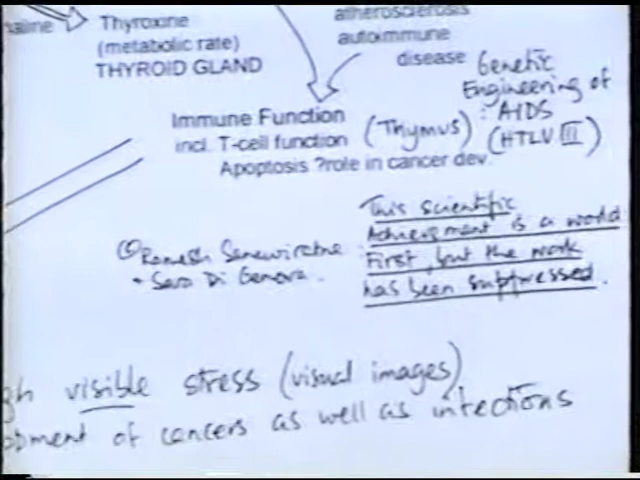 aline
Thyroxine
(metabolic rate)
THYROID GLAND
atherosclerosis
autoimmune
disease
Genetic
Engineering of
: AIDS
(HTLV III)
Immune Function
incl. T-cell function
(Thymus)
Apoptosis ?role in cancer dev.
This scientific
Achievement is a world
First, but the work
has been suppressed.
© Romesh Senewiratne
+ Sara Di Genova.
gh visible stress (visual images)
opment of cancers as well as infections